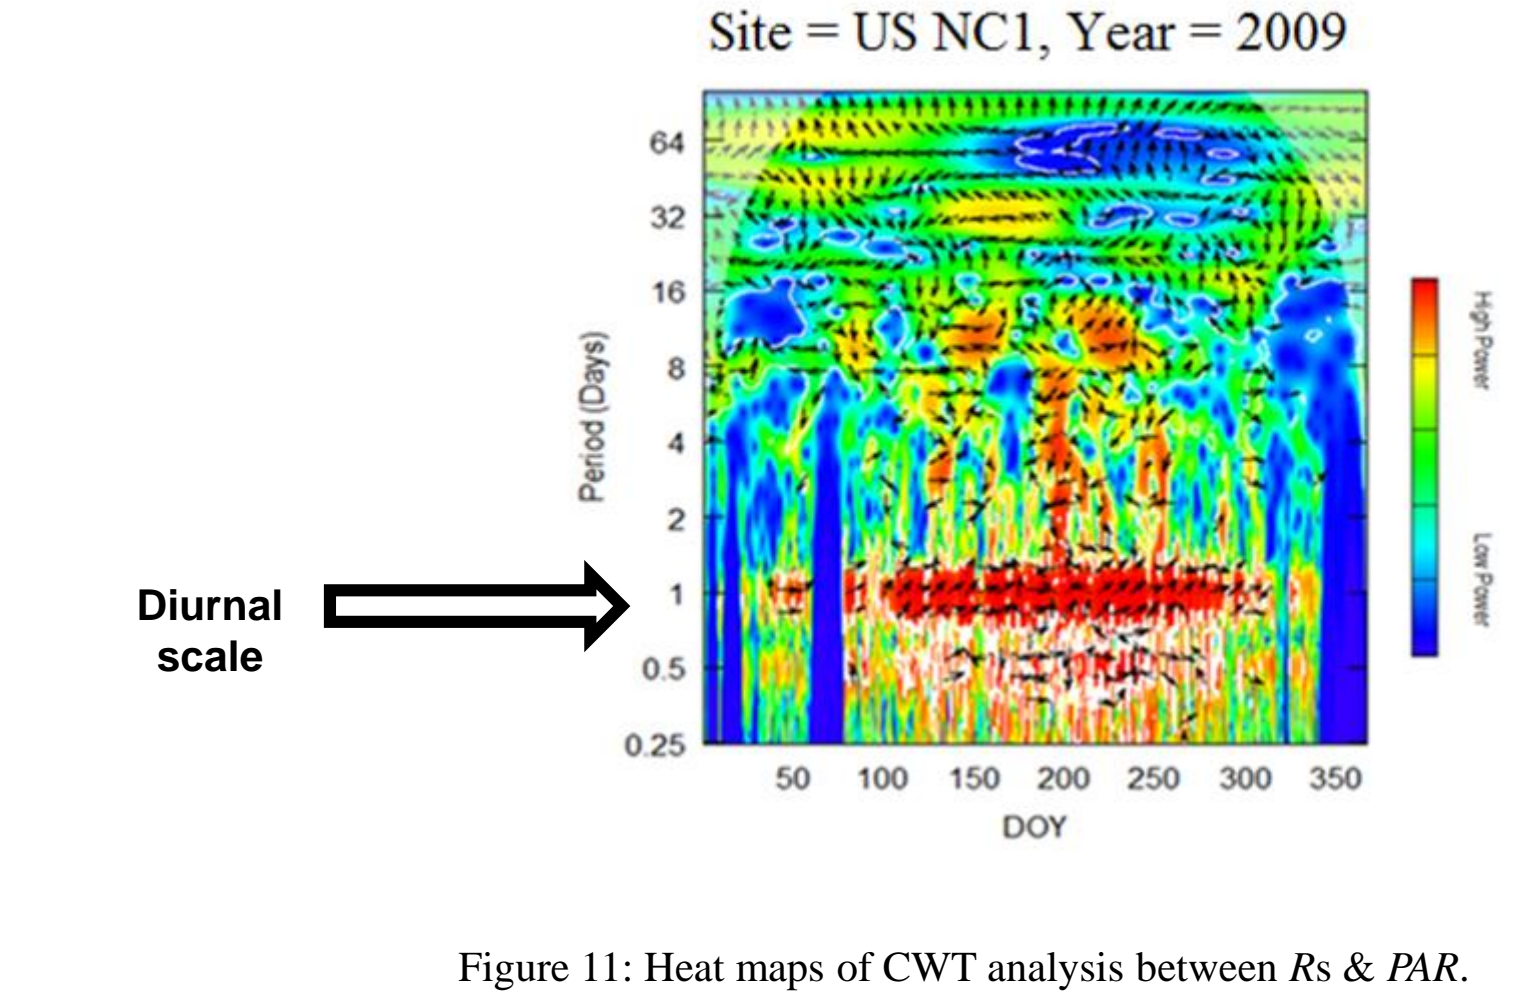 Site = US NC1, Year = 2009
64
32
16
8
4
2
1
0.5
0.25
Period (Days)
50 100 150 200 250 300 350
DOY
High Power
Low Power
Diurnal
scale
Figure 11: Heat maps of CWT analysis between Rs & PAR.